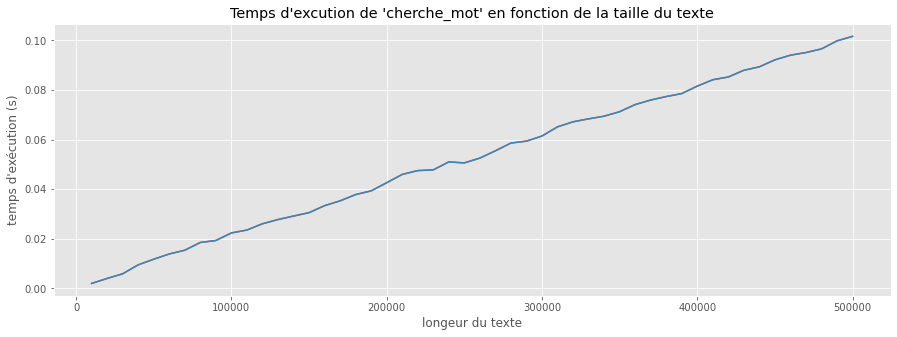 Temps d'excution de 'cherche_mot' en fonction de la taille du texte
temps d'exécution (s)
0.10
0.08
0.06
0.04
0.02
0.00
0 100000 200000 300000 400000 500000
longeur du texte